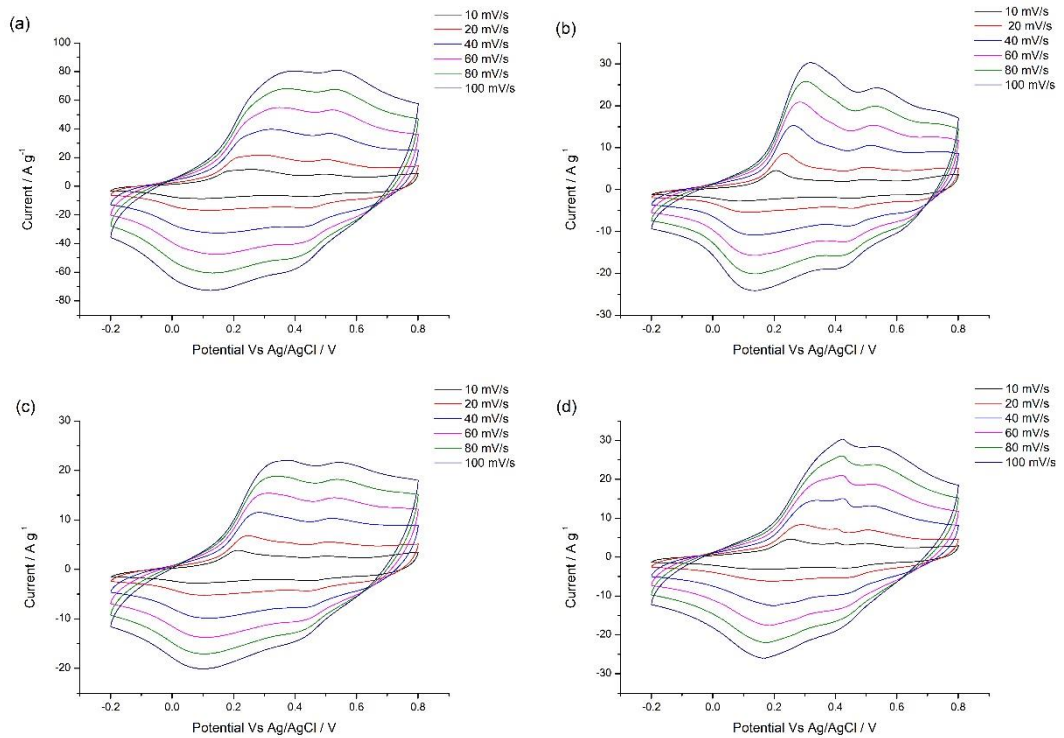 (a)
10 mV/s
20 mV/s
40 mV/s
60 mV/s
80 mV/s
100 mV/s
100
80
60
40
20
0
-20
-40
-60
-80
Current / A g-1
-0.2 0.0 0.2 0.4 0.6 0.8
Potential Vs Ag/AgCl / V
(b)
10 mV/s
20 mV/s
40 mV/s
60 mV/s
80 mV/s
100 mV/s
30
20
10
0
-10
-20
-30
Current / A g-1
-0.2 0.0 0.2 0.4 0.6 0.8
Potential Vs Ag/AgCl / V
(c)
10 mV/s
20 mV/s
40 mV/s
60 mV/s
80 mV/s
100 mV/s
30
20
10
0
-10
-20
Current / A g-1
-0.2 0.0 0.2 0.4 0.6 0.8
Potential Vs Ag/AgCl / V
(d)
10 mV/s
20 mV/s
40 mV/s
60 mV/s
80 mV/s
100 mV/s
30
20
10
0
-10
-20
-30
Current / A g-1
-0.2 0.0 0.2 0.4 0.6 0.8
Potential Vs Ag/AgCl / V